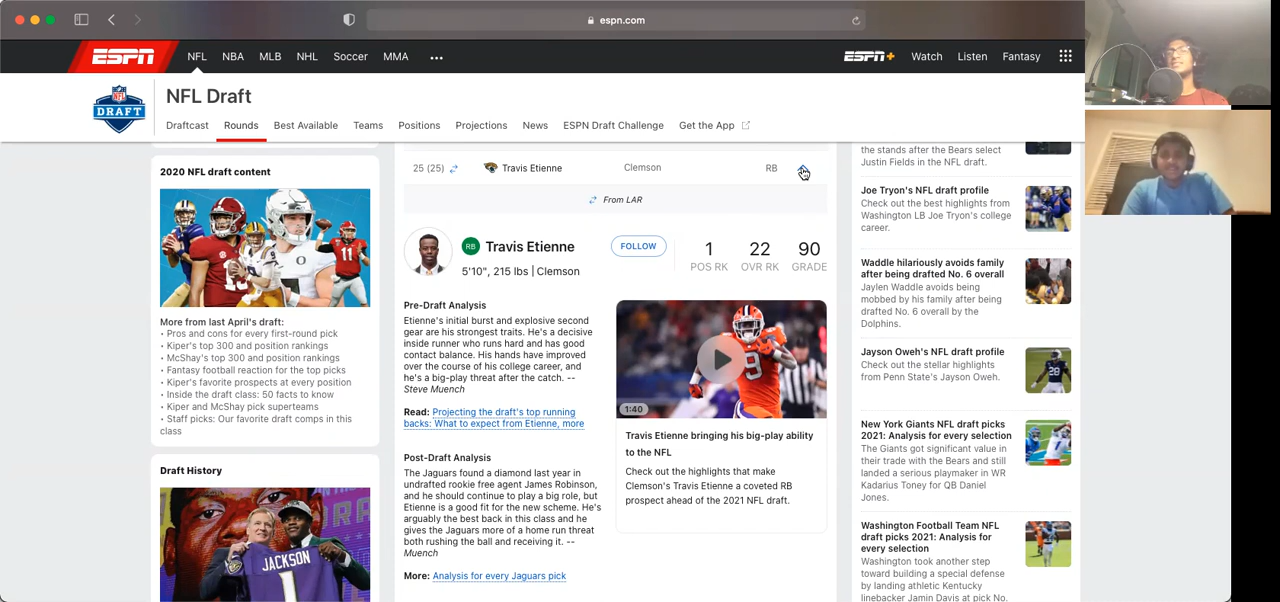 espn.com
ESPN
NFL
NBA
MLB
NHL
Soccer
MMA
ESPN+
Watch
Listen
Fantasy
NFL
DRAFT
NFL Draft
Draftcast
Rounds
Best Available
Teams
Positions
Projections
News
ESPN Draft Challenge
Get the App
2020 NFL draft content
More from last April's draft:
• Pros and cons for every first-round pick
• Kiper's top 300 and position rankings
• McShay's top 300 and position rankings
• Fantasy football reaction for the top picks
• Kiper's favorite prospects at every position
• Inside the draft class: 50 facts to know
• Kiper and McShay pick superteams
• Staff picks: Our favorite draft comps in this
class
Draft History
JACKSON
1
25 (25)
Travis Etienne
Clemson
RB
From LAR
RB
Travis Etienne
5'10", 215 lbs | Clemson
FOLLOW
1
POS RK
22
OVR RK
90
GRADE
Pre-Draft Analysis
Etienne's initial burst and explosive second
gear are his strongest traits. He's a decisive
inside runner who runs hard and has good
contact balance. His hands have improved
over the course of his college career, and
he's a big-play threat after the catch. --
Steve Muench
Read: Projecting the draft's top running
backs: What to expect from Etienne, more
Post-Draft Analysis
The Jaguars found a diamond last year in
undrafted rookie free agent James Robinson,
and he should continue to play a big role, but
Etienne is a good fit for the new scheme. He's
arguably the best back in this class and he
gives the Jaguars more of a home run threat
both rushing the ball and receiving it. --
Muench
More: Analysis for every Jaguars pick
1:40
Travis Etienne bringing his big-play ability
to the NFL
Check out the highlights that make
Clemson's Travis Etienne a coveted RB
prospect ahead of the 2021 NFL draft.
the stands after the Bears select
Justin Fields in the NFL draft.
Joe Tryon's NFL draft profile
Check out the best highlights from
Washington LB Joe Tryon's college
career.
Waddle hilariously avoids family
after being drafted No. 6 overall
Jaylen Waddle avoids being
mobbed by his family after being
drafted No. 6 overall by the
Dolphins.
Jayson Oweh's NFL draft profile
Check out the stellar highlights
from Penn State's Jayson Oweh.
New York Giants NFL draft picks
2021: Analysis for every selection
The Giants got significant value in
their trade with the Bears and still
landed a serious playmaker in WR
Kadarius Toney for QB Daniel
Jones.
Washington Football Team NFL
draft picks 2021: Analysis for
every selection
Washington took another step
toward building a special defense
by landing athletic Kentucky
linebacker Jamin Davis at pick No.